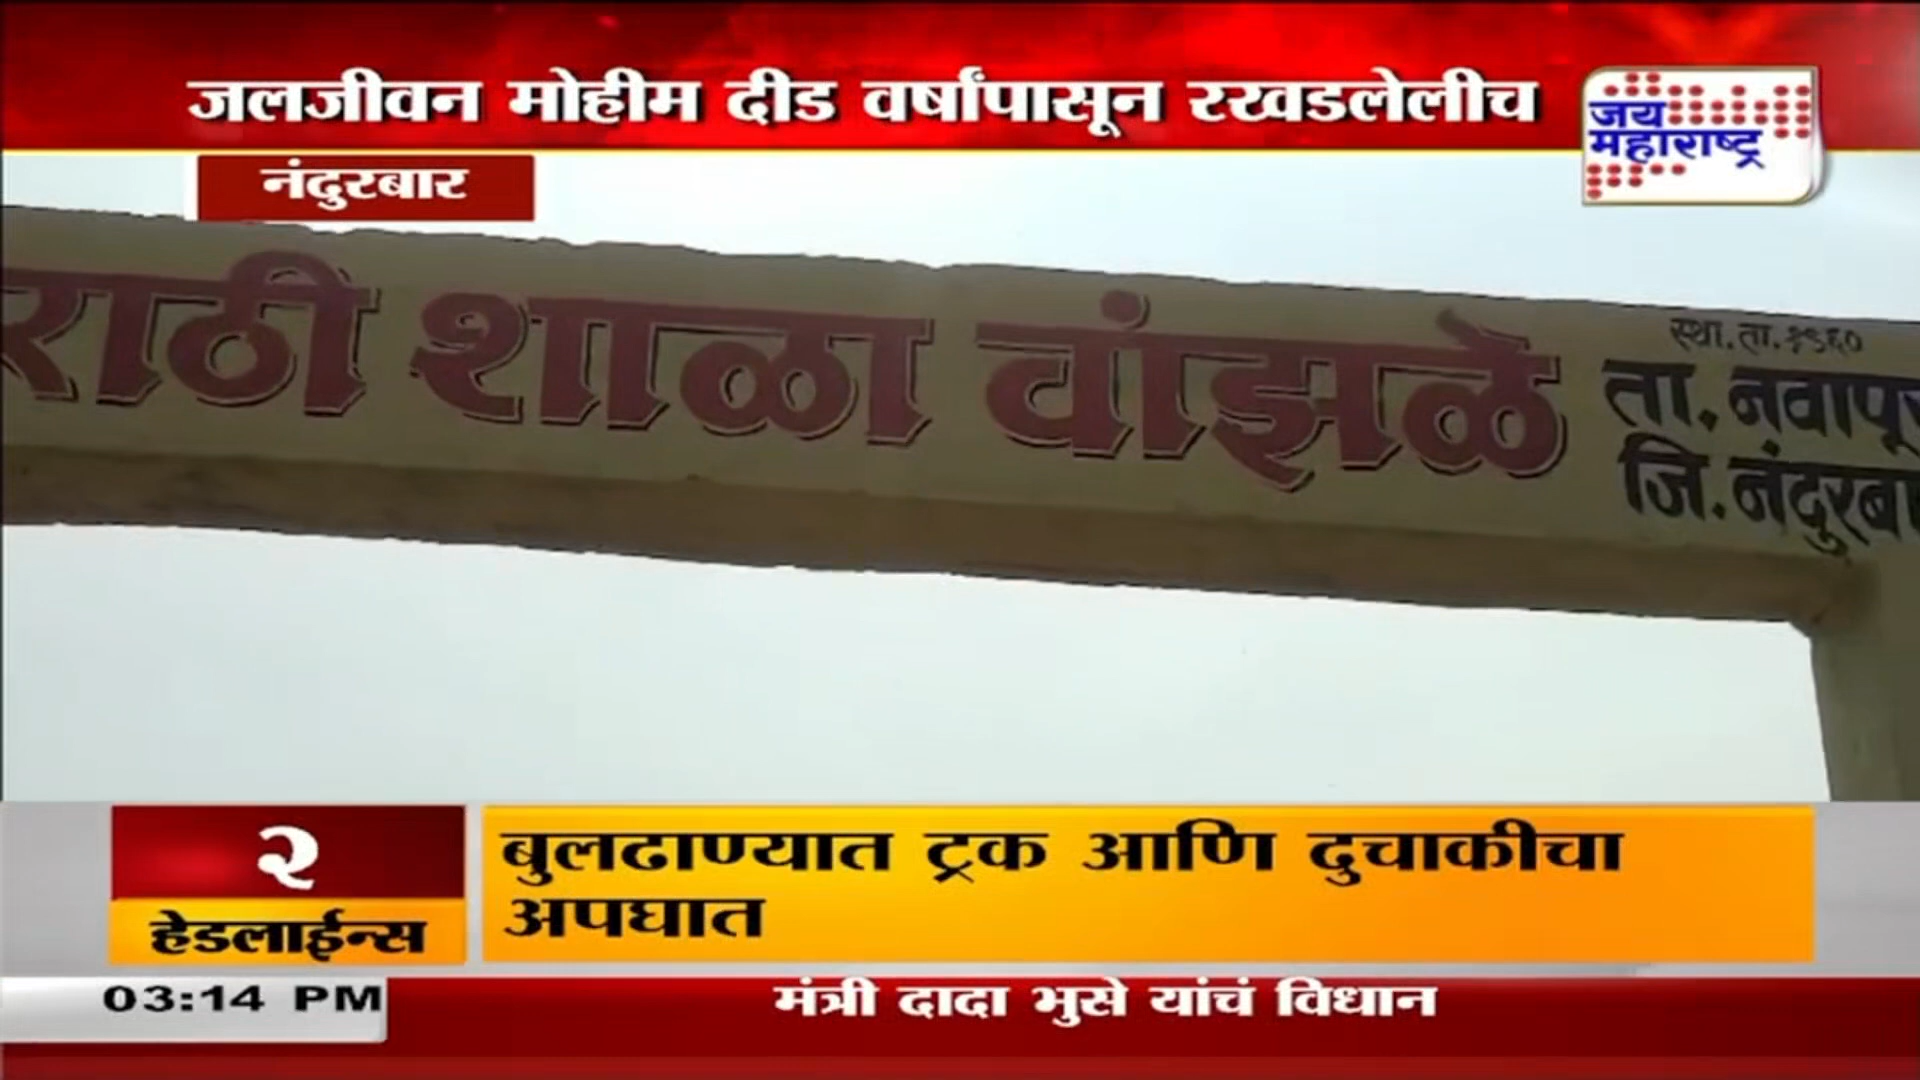 जलजीवन मोहीम दीड वर्षांपासून रखडलेलीच
जय
महाराष्ट्र
नंदुरबार
राठी शाळा वांझळे
स्था.ता.१९६०
ता.नवापूर
जि.नंदुरबा
२
हेडलाईन्स
बुलढाण्यात ट्रक आणि दुचाकीचा
अपघात
03:14 PM
मंत्री दादा भुसे यांचं विधान